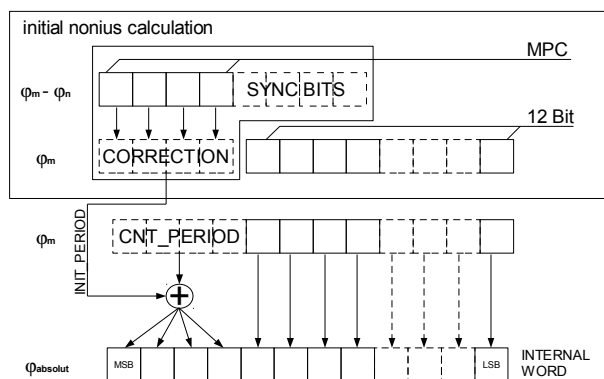 initial nonius calculation
MPC
φm - φn
SYNC BITS
12 Bit
φm
CORRECTION
φm
CNT_PERIOD
INIT_PERIOD
+
φabsolut
MSB
LSB
INTERNAL
WORD